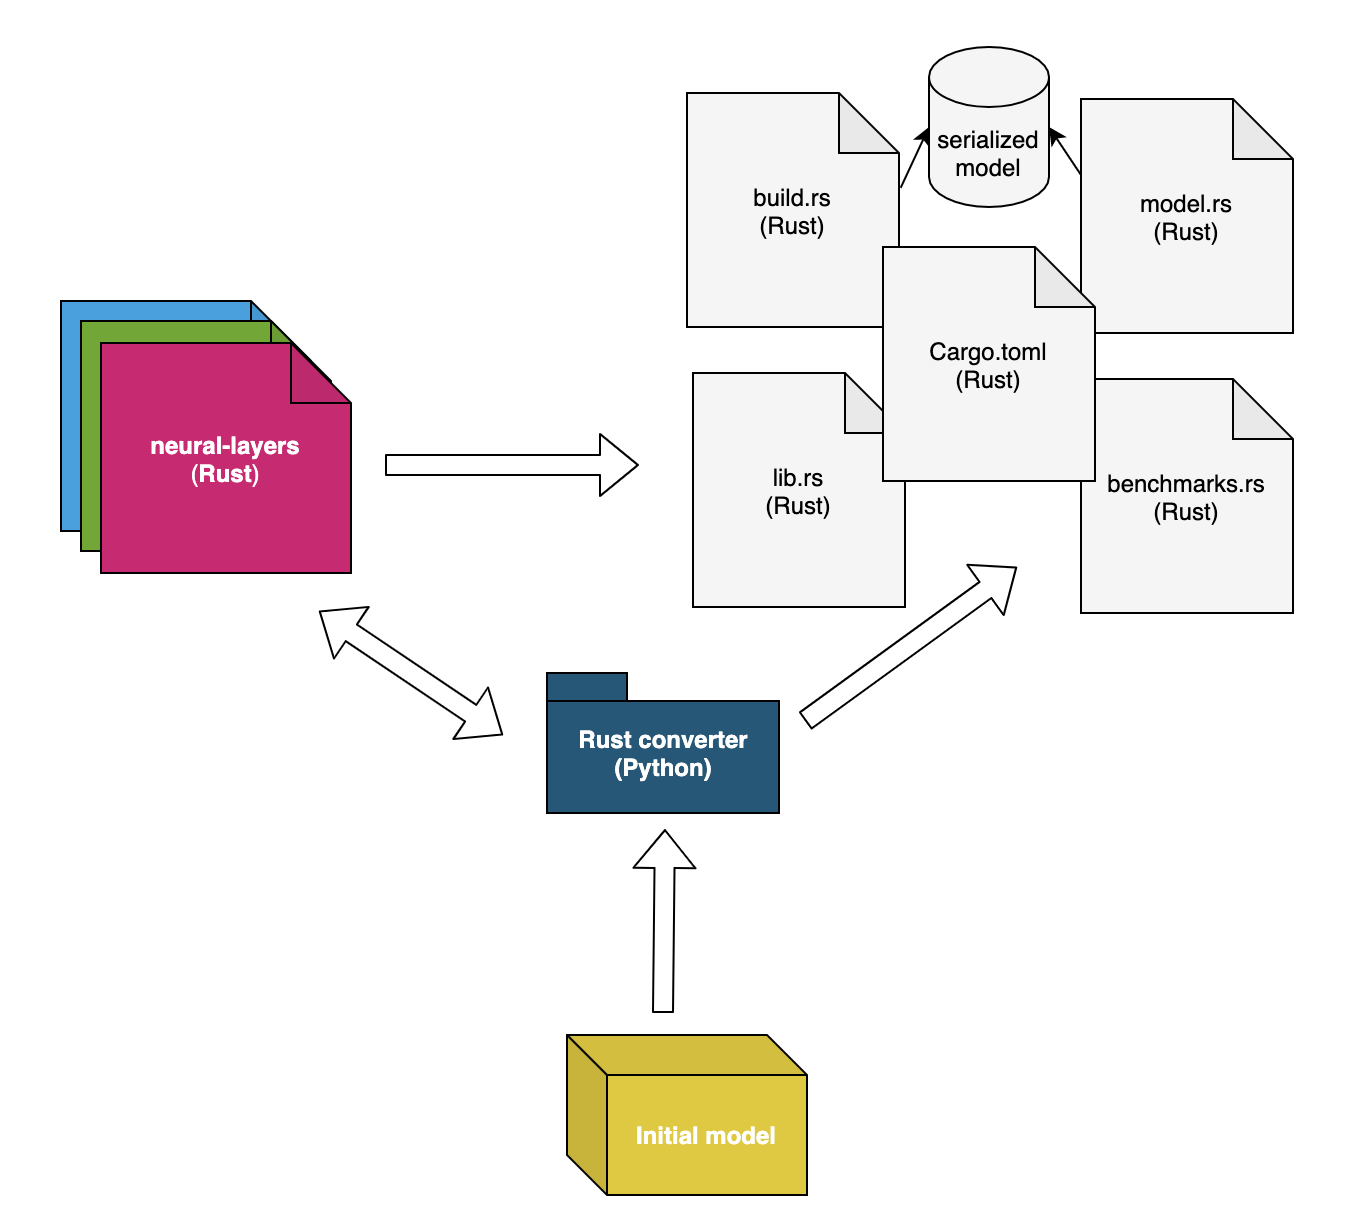 serialized
model
build.rs
(Rust)
model.rs
(Rust)
Cargo.toml
(Rust)
neural-layers
(Rust)
lib.rs
(Rust)
benchmarks.rs
(Rust)
Rust converter
(Python)
Initial model